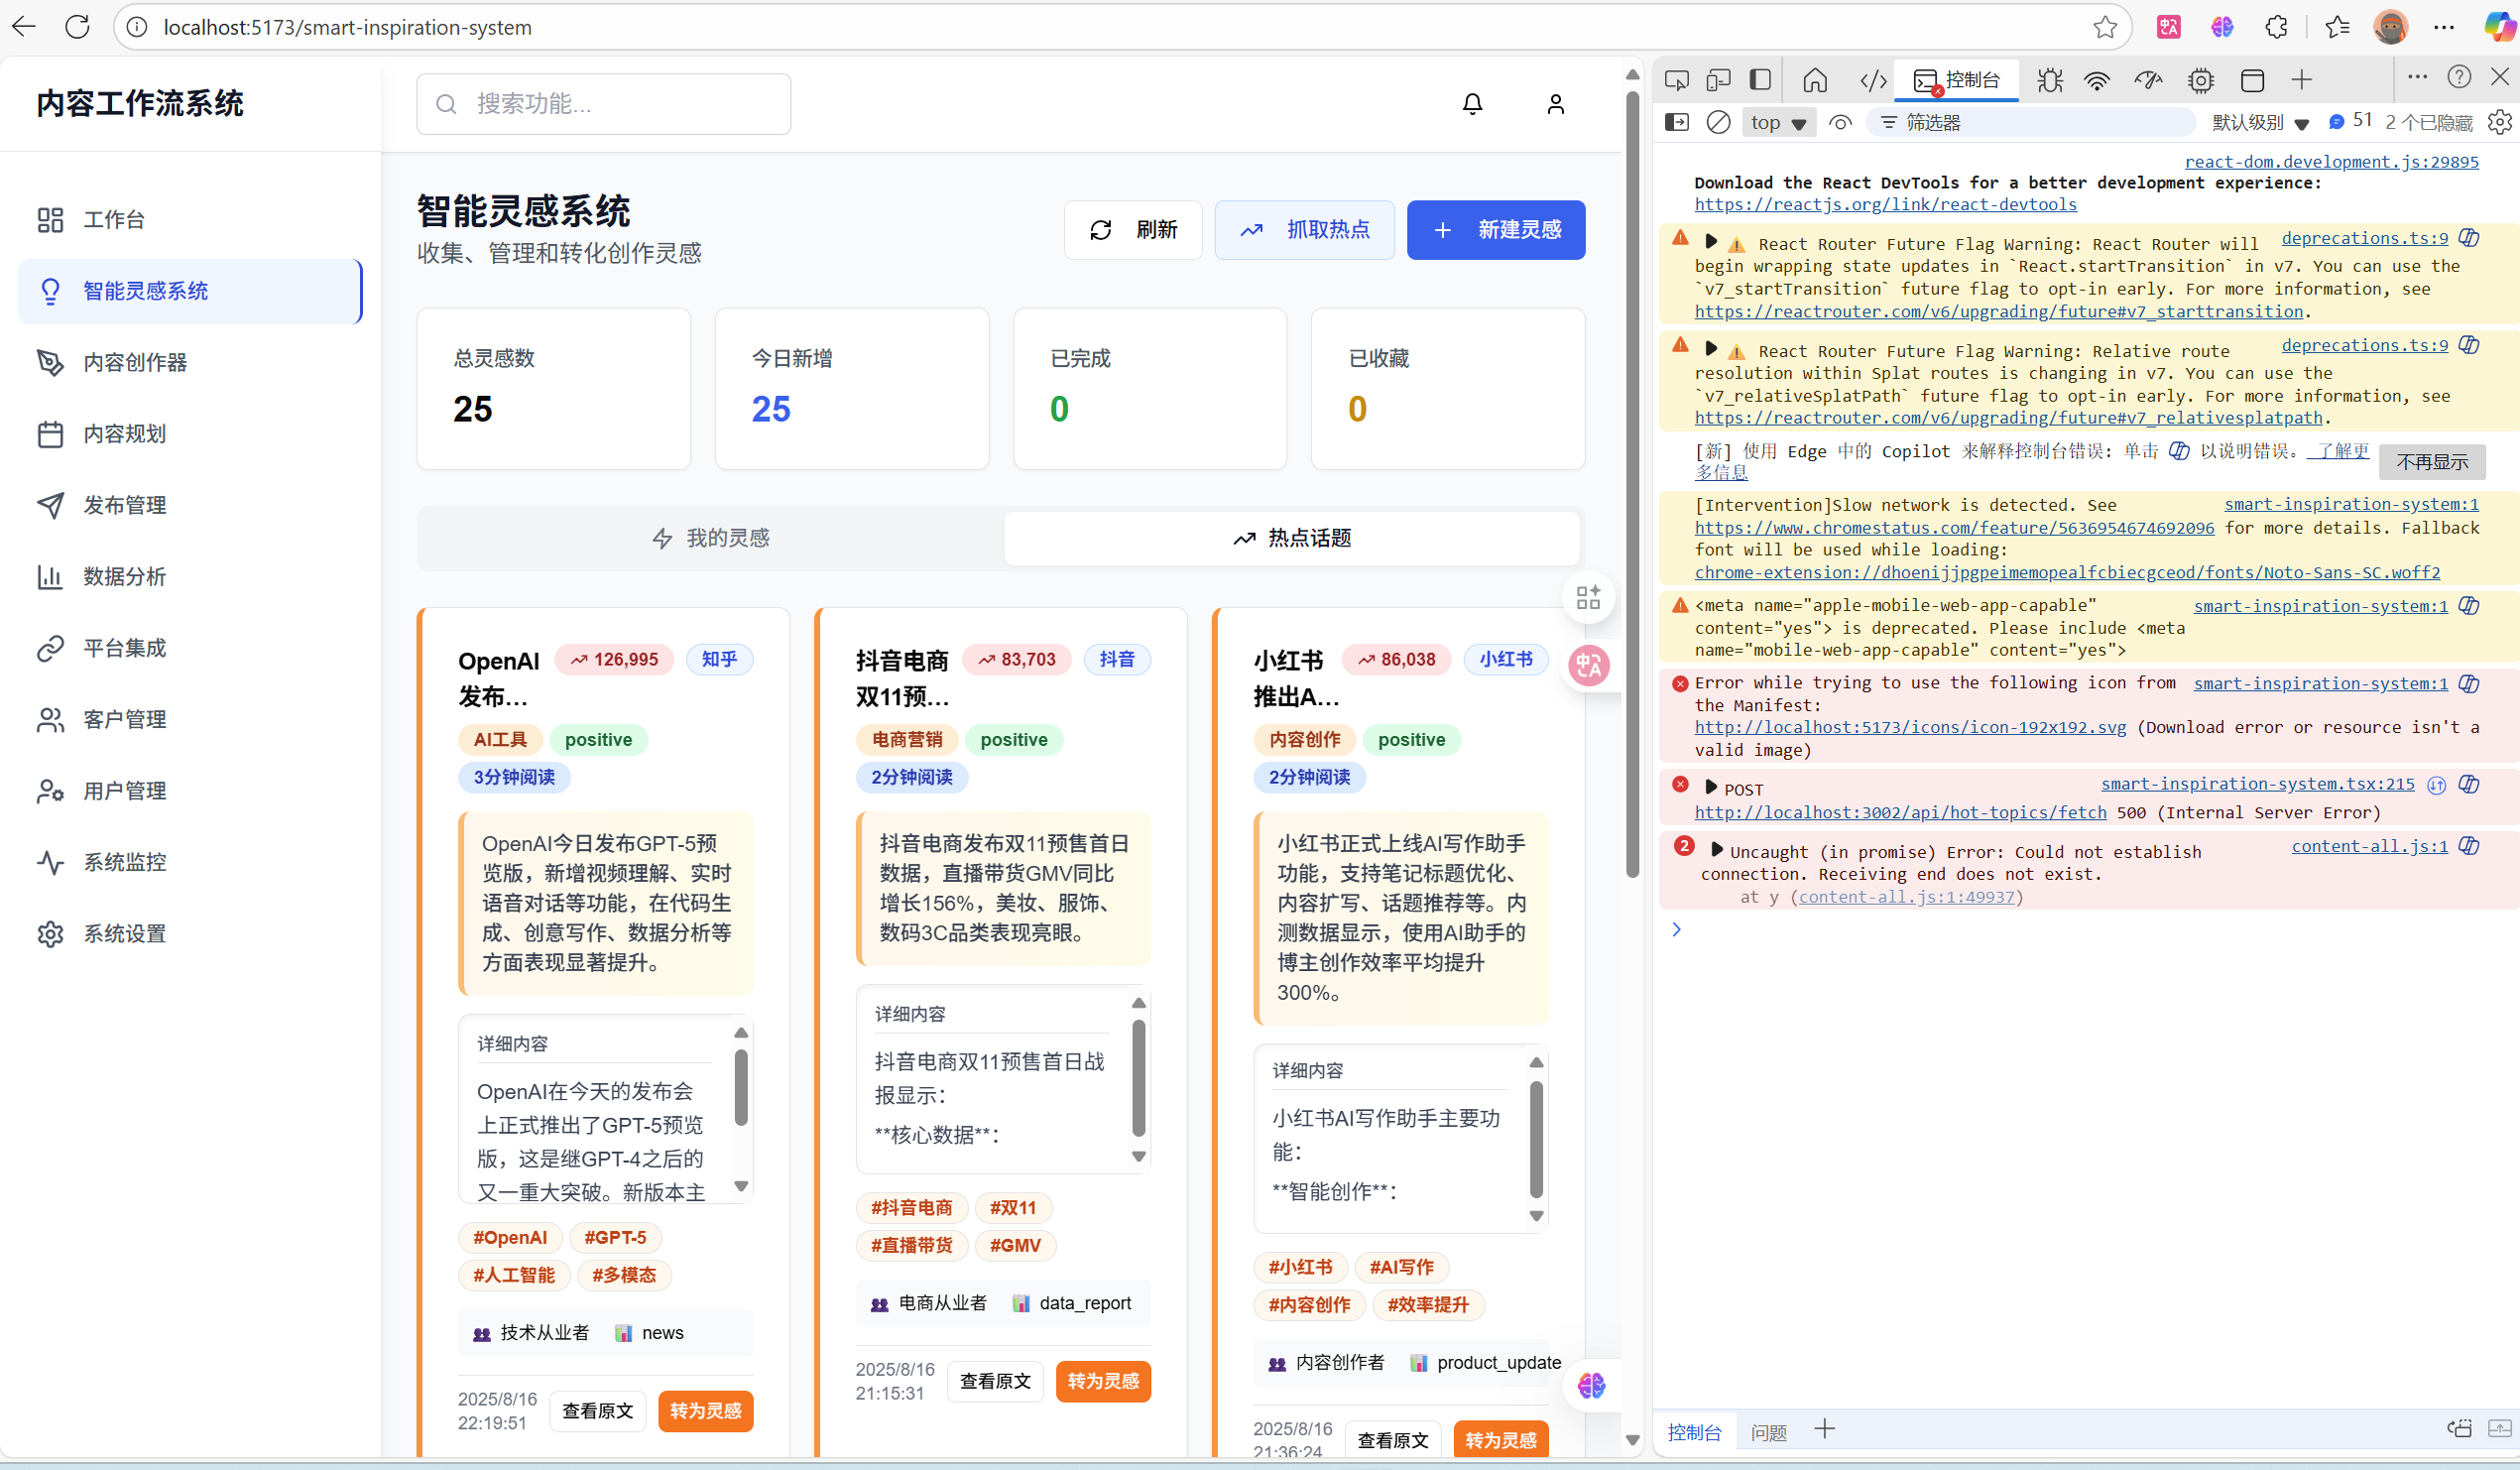 localhost:5173/smart-inspiration-system
内容工作流系统
搜索功能...
工作台
智能灵感系统
内容创作器
内容规划
发布管理
数据分析
平台集成
客户管理
用户管理
系统监控
系统设置
智能灵感系统
收集、管理和转化创作灵感
刷新
抓取热点
新建灵感
总灵感数
25
今日新增
25
已完成
0
已收藏
0
我的灵感
热点话题
OpenAI
发布...
126,995
知乎
AI工具
positive
3分钟阅读
OpenAI今日发布GPT-5预
览版，新增视频理解、实时
语音对话等功能，在代码生
成、创意写作、数据分析等
方面表现显著提升。
详细内容
OpenAI在今天的发布会
上正式推出了GPT-5预览
版，这是继GPT-4之后的
又一重大突破。新版本主
#OpenAI
#GPT-5
#人工智能
#多模态
技术从业者
news
2025/8/16
22:19:51
查看原文
转为灵感
抖音电商
双11预...
83,703
抖音
电商营销
positive
2分钟阅读
抖音电商发布双11预售首日
数据，直播带货GMV同比
增长156%，美妆、服饰、
数码3C品类表现亮眼。
详细内容
抖音电商双11预售首日战
报显示：
**核心数据**：
#抖音电商
#双11
#直播带货
#GMV
电商从业者
data_report
2025/8/16
21:15:31
查看原文
转为灵感
小红书
推出A...
86,038
小红书
内容创作
positive
2分钟阅读
小红书正式上线AI写作助手
功能，支持笔记标题优化、
内容扩写、话题推荐等。内
测数据显示，使用AI助手的
博主创作效率平均提升
300%。
详细内容
小红书AI写作助手主要功
能：
**智能创作**：
#小红书
#AI写作
#内容创作
#效率提升
内容创作者
product_update
2025/8/16
21:36:24
查看原文
转为灵感
控制台
top
筛选器
默认级别
51
2 个已隐藏
react-dom.development.js:29895
Download the React DevTools for a better development experience:
https://reactjs.org/link/react-devtools
React Router Future Flag Warning: React Router will deprecations.ts:9
begin wrapping state updates in `React.startTransition` in v7. You can use the
`v7_startTransition` future flag to opt-in early. For more information, see
https://reactrouter.com/v6/upgrading/future#v7_starttransition.
React Router Future Flag Warning: Relative route deprecations.ts:9
resolution within Splat routes is changing in v7. You can use the
`v7_relativeSplatPath` future flag to opt-in early. For more information, see
https://reactrouter.com/v6/upgrading/future#v7_relativesplatpath.
[新] 使用 Edge 中的 Copilot 来解释控制台错误: 单击 以说明错误。 了解更
多信息
不再显示
[Intervention]Slow network is detected. See smart-inspiration-system:1
https://www.chromestatus.com/feature/5636954674692096 for more details. Fallback
font will be used while loading:
chrome-extension://dhoenijjpgpeimemopealfcbiecgceod/fonts/Noto-Sans-SC.woff2
<meta name="apple-mobile-web-app-capable" smart-inspiration-system:1
content="yes"> is deprecated. Please include <meta
name="mobile-web-app-capable" content="yes">
Error while trying to use the following icon from smart-inspiration-system:1
the Manifest:
http://localhost:5173/icons/icon-192x192.svg (Download error or resource isn't a
valid image)
POST smart-inspiration-system.tsx:215
http://localhost:3002/api/hot-topics/fetch 500 (Internal Server Error)
2 Uncaught (in promise) Error: Could not establish content-all.js:1
connection. Receiving end does not exist.
at y (content-all.js:1:49937)
控制台
问题